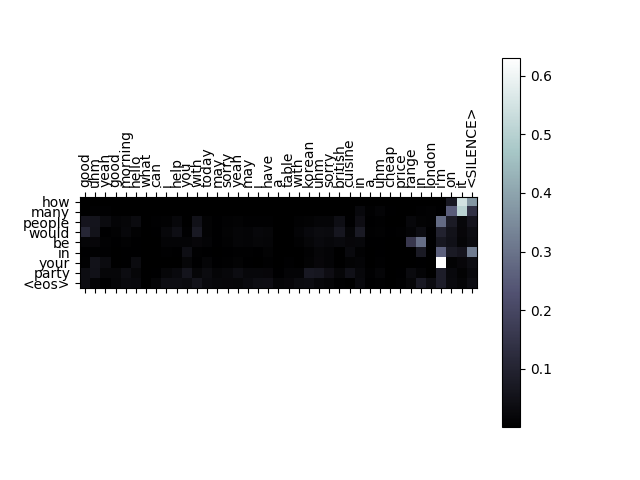 good uhm yeah good morning hello what can I help you with today may sorry yeah may I have a table with korean uhm sorry british cuisine in a uhm cheap price range in london i'm on it <SILENCE>
how
many
people
would
be
in
your
party
<eos>
0.6
0.5
0.4
0.3
0.2
0.1